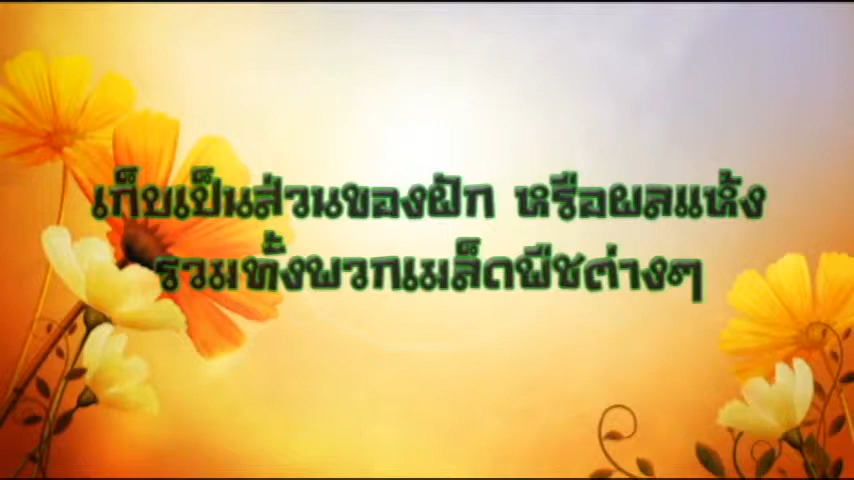 เก็บเป็นส่วนของฝัก หรือผลแห้ง
รวมทั้งพวกเมล็ดพืชต่างๆ